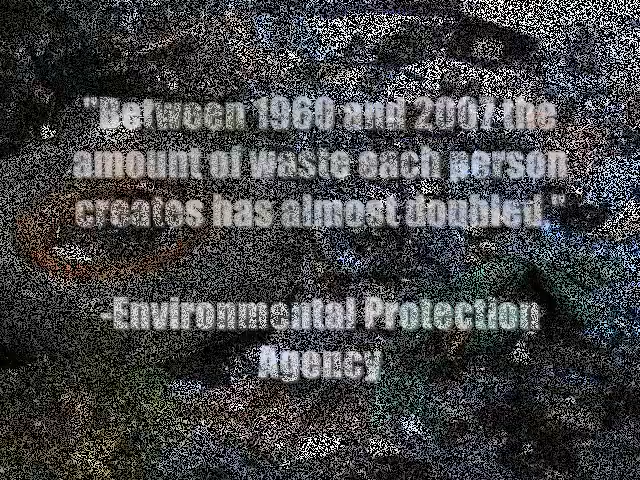 "Between 1960 and 2007 the
amount of waste each person
creates has almost doubled."
-Environmental Protection
Agency